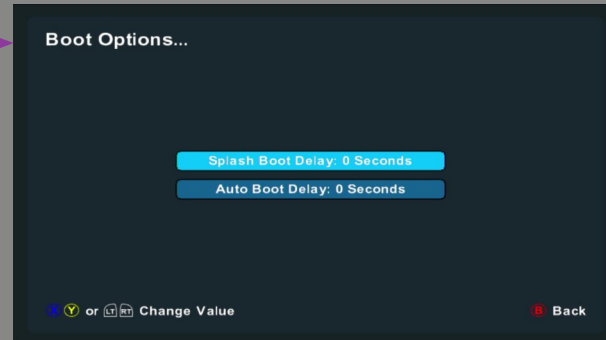 Boot Options...
Splash Boot Delay: 0 Seconds
Auto Boot Delay: 0 Seconds
X Y or LT RT Change Value
B Back